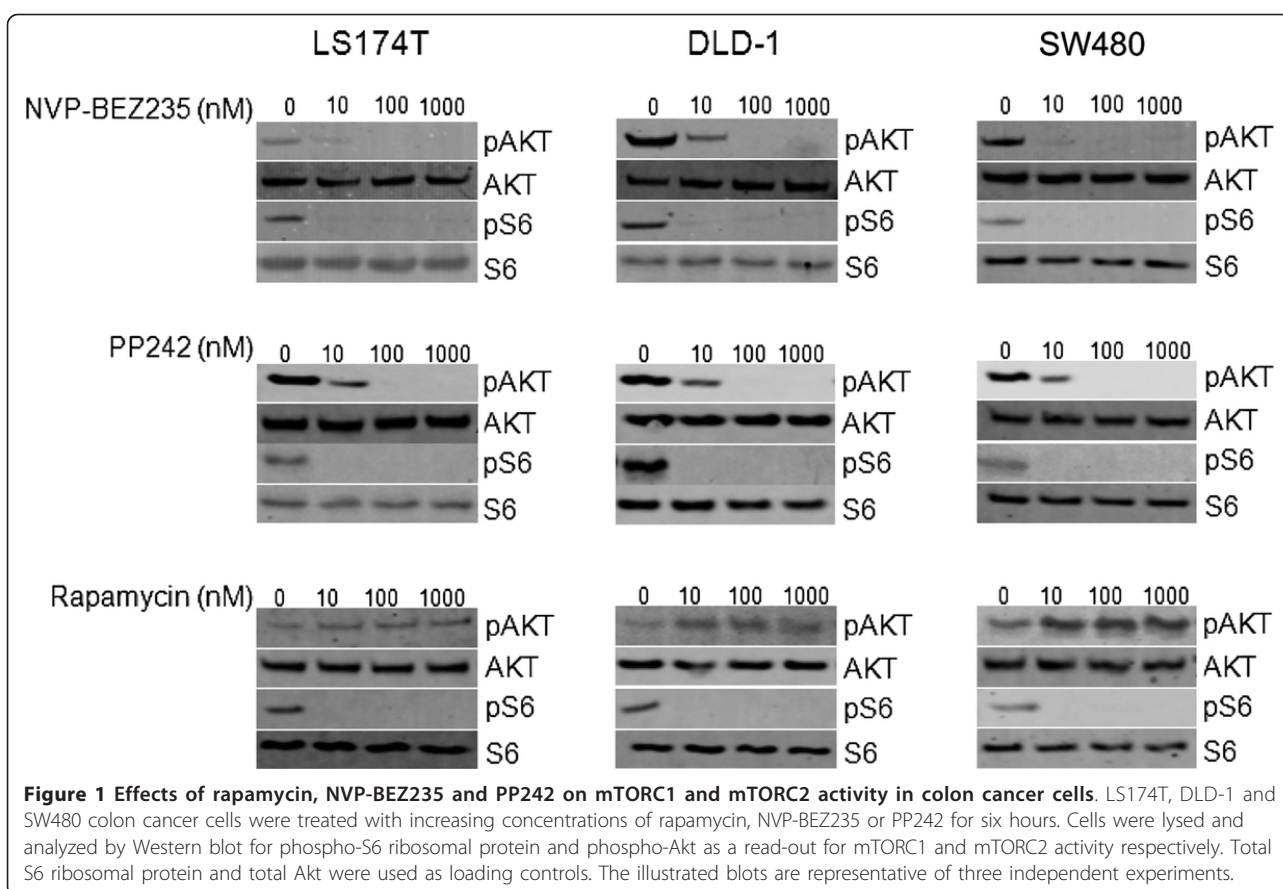 LS174T DLD-1 SW480
NVP-BEZ235 (nM) 0 10 100 1000 0 10 100 1000 0 10 100 1000
pAKT pAKT pAKT
AKT AKT AKT
pS6 pS6 pS6
S6 S6 S6
PP242 (nM) 0 10 100 1000 0 10 100 1000 0 10 100 1000
pAKT pAKT pAKT
AKT AKT AKT
pS6 pS6 pS6
S6 S6 S6
Rapamycin (nM) 0 10 100 1000 0 10 100 1000 0 10 100 1000
pAKT pAKT pAKT
AKT AKT AKT
pS6 pS6 pS6
S6 S6 S6
Figure 1 Effects of rapamycin, NVP-BEZ235 and PP242 on mTORC1 and mTORC2 activity in colon cancer cells. LS174T, DLD-1 and
SW480 colon cancer cells were treated with increasing concentrations of rapamycin, NVP-BEZ235 or PP242 for six hours. Cells were lysed and
analyzed by Western blot for phospho-S6 ribosomal protein and phospho-Akt as a read-out for mTORC1 and mTORC2 activity respectively. Total
S6 ribosomal protein and total Akt were used as loading controls. The illustrated blots are representative of three independent experiments.